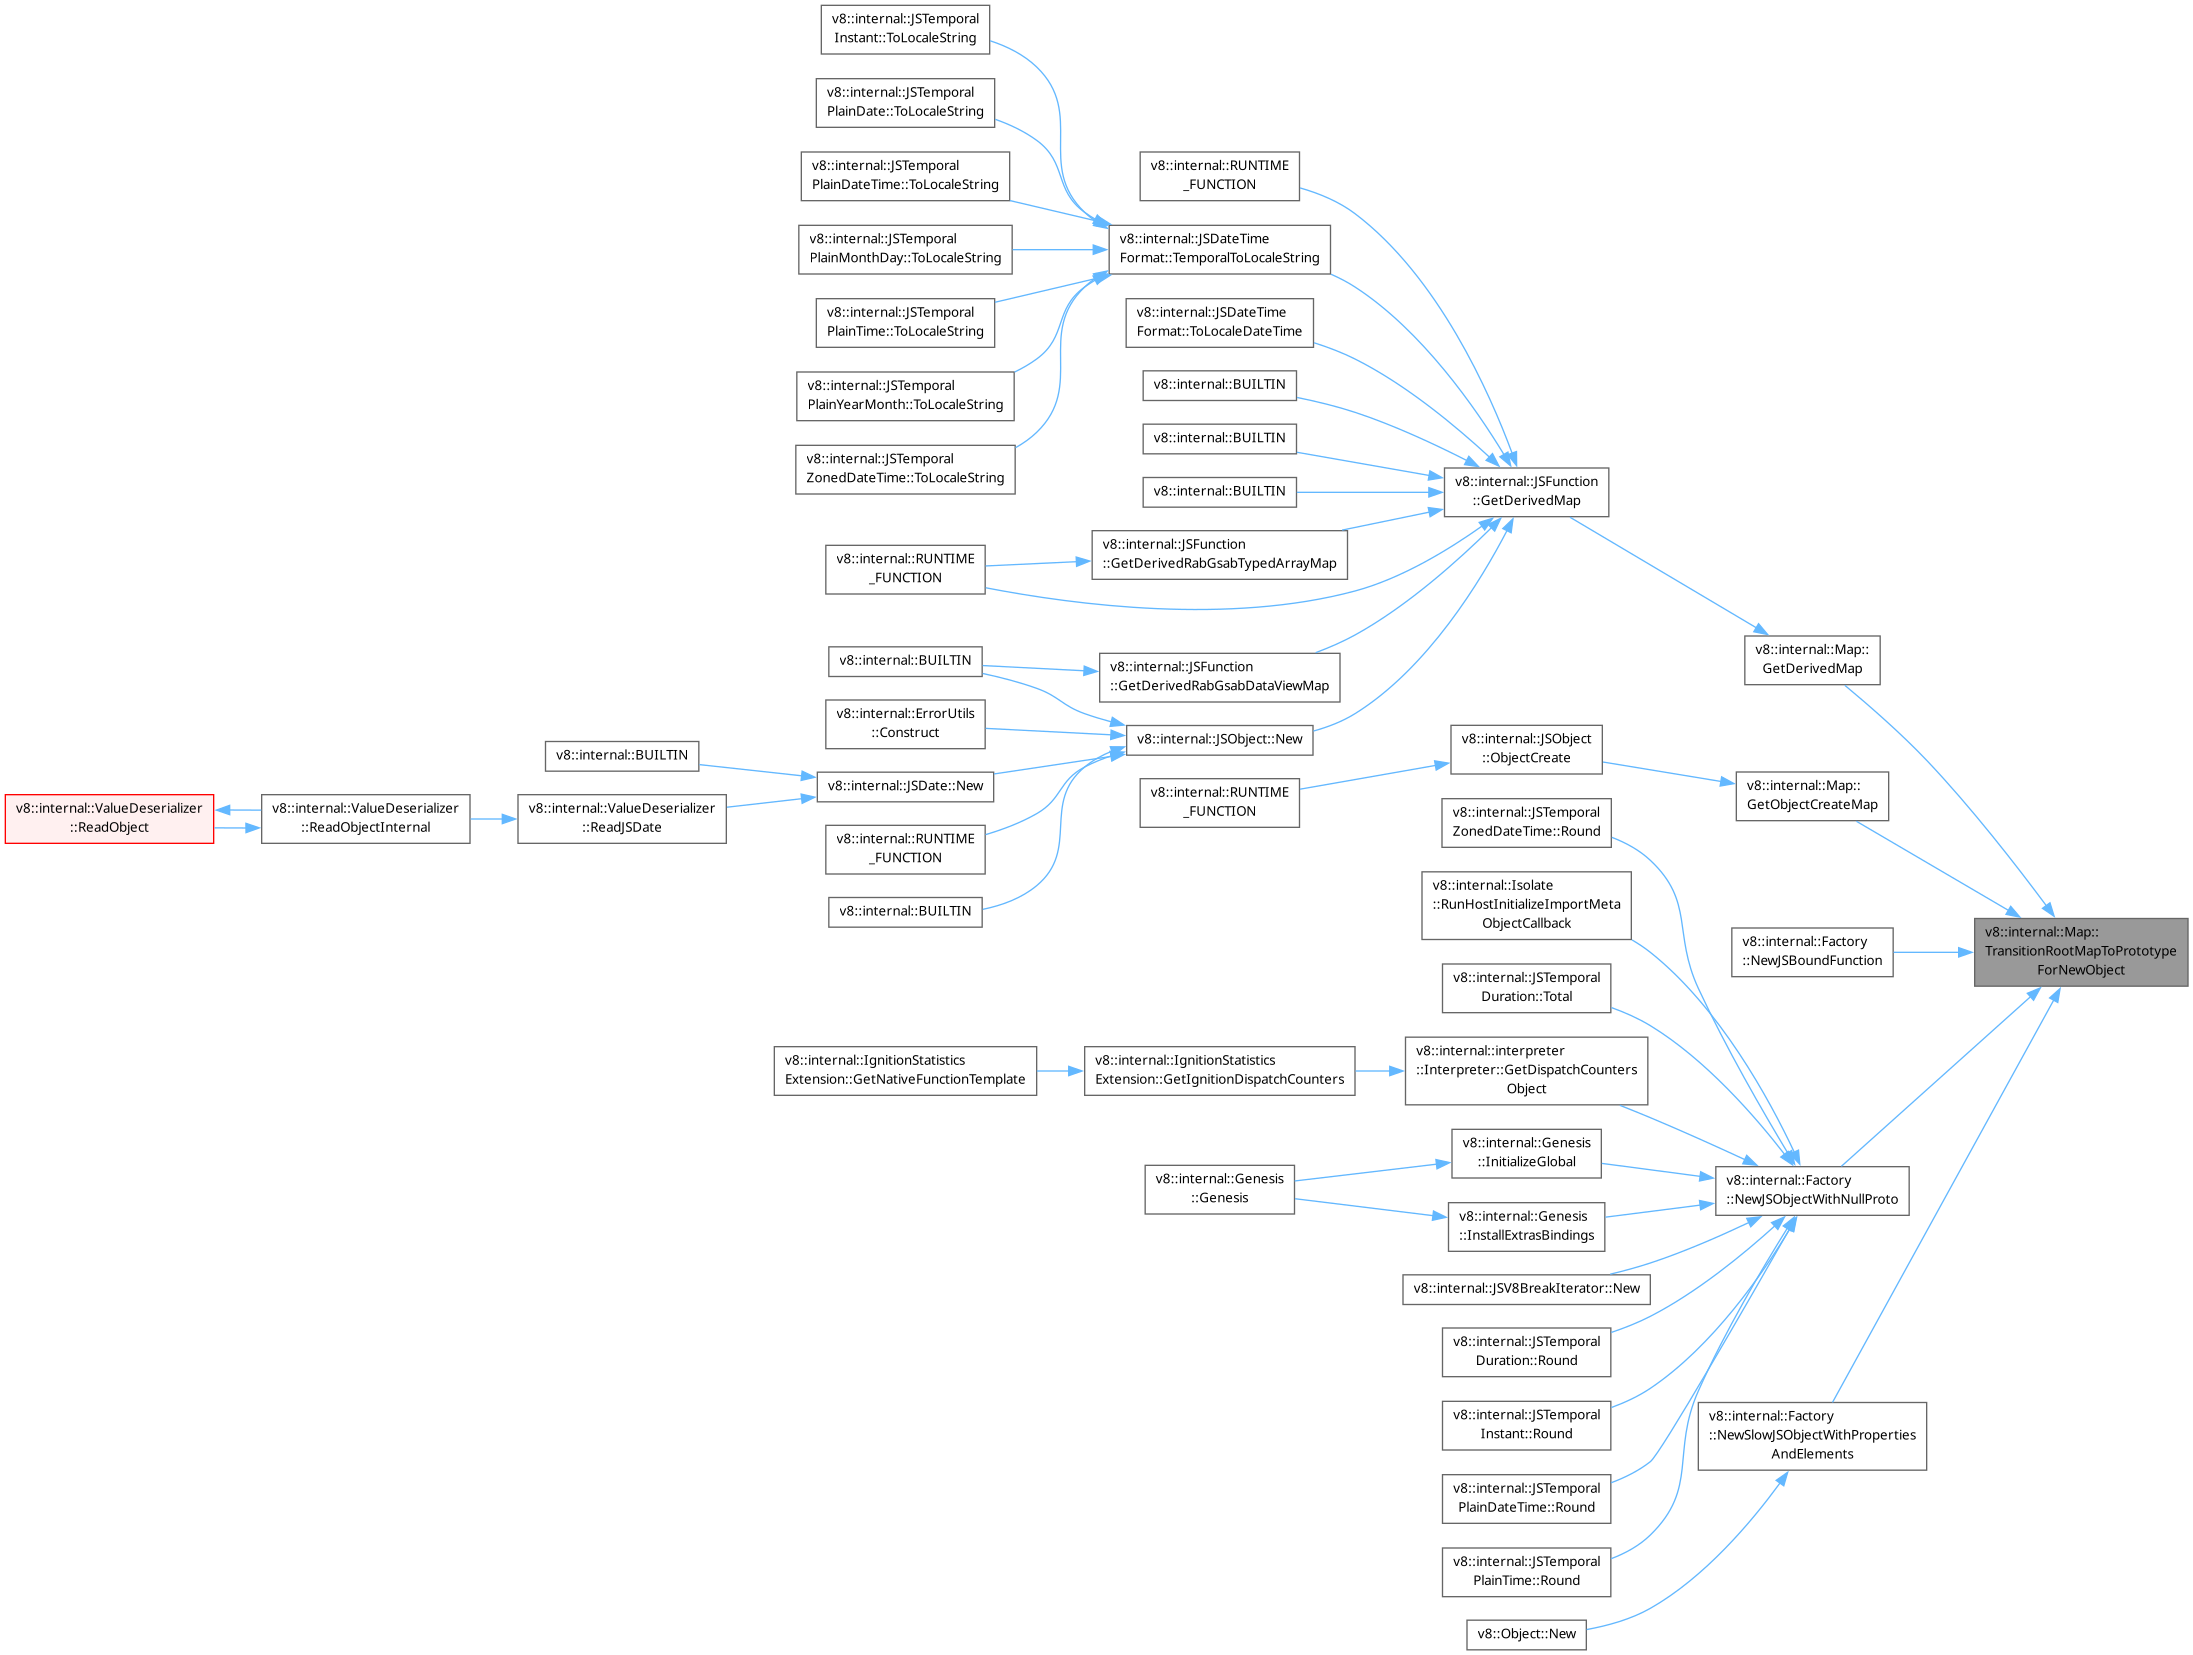 v8::internal::JSTemporal
Instant::ToLocaleString
v8::internal::JSTemporal
PlainDate::ToLocaleString
v8::internal::JSTemporal
PlainDateTime::ToLocaleString
v8::internal::RUNTIME
_FUNCTION
v8::internal::JSTemporal
PlainMonthDay::ToLocaleString
v8::internal::JSDateTime
Format::TemporalToLocaleString
v8::internal::JSTemporal
PlainTime::ToLocaleString
v8::internal::JSDateTime
Format::ToLocaleDateTime
v8::internal::JSTemporal
PlainYearMonth::ToLocaleString
v8::internal::BUILTIN
v8::internal::BUILTIN
v8::internal::JSTemporal
ZonedDateTime::ToLocaleString
v8::internal::BUILTIN
v8::internal::JSFunction
::GetDerivedMap
v8::internal::RUNTIME
_FUNCTION
v8::internal::JSFunction
::GetDerivedRabGsabTypedArrayMap
v8::internal::BUILTIN
v8::internal::JSFunction
::GetDerivedRabGsabDataViewMap
v8::internal::Map::
GetDerivedMap
v8::internal::ErrorUtils
::Construct
v8::internal::JSObject::New
v8::internal::JSObject
::ObjectCreate
v8::internal::BUILTIN
v8::internal::JSDate::New
v8::internal::RUNTIME
_FUNCTION
v8::internal::Map::
GetObjectCreateMap
v8::internal::ValueDeserializer
::ReadObject
v8::internal::ValueDeserializer
::ReadObjectInternal
v8::internal::ValueDeserializer
::ReadJSDate
v8::internal::JSTemporal
ZonedDateTime::Round
v8::internal::RUNTIME
_FUNCTION
v8::internal::BUILTIN
v8::internal::Isolate
::RunHostInitializeImportMeta
ObjectCallback
v8::internal::Factory
::NewJSBoundFunction
v8::internal::Map::
TransitionRootMapToPrototype
ForNewObject
v8::internal::JSTemporal
Duration::Total
v8::internal::IgnitionStatistics
Extension::GetNativeFunctionTemplate
v8::internal::IgnitionStatistics
Extension::GetIgnitionDispatchCounters
v8::internal::interpreter
::Interpreter::GetDispatchCounters
Object
v8::internal::Genesis
::InitializeGlobal
v8::internal::Genesis
::Genesis
v8::internal::Factory
::NewJSObjectWithNullProto
v8::internal::Genesis
::InstallExtrasBindings
v8::internal::JSV8BreakIterator::New
v8::internal::JSTemporal
Duration::Round
v8::internal::JSTemporal
Instant::Round
v8::internal::Factory
::NewSlowJSObjectWithProperties
AndElements
v8::internal::JSTemporal
PlainDateTime::Round
v8::internal::JSTemporal
PlainTime::Round
v8::Object::New